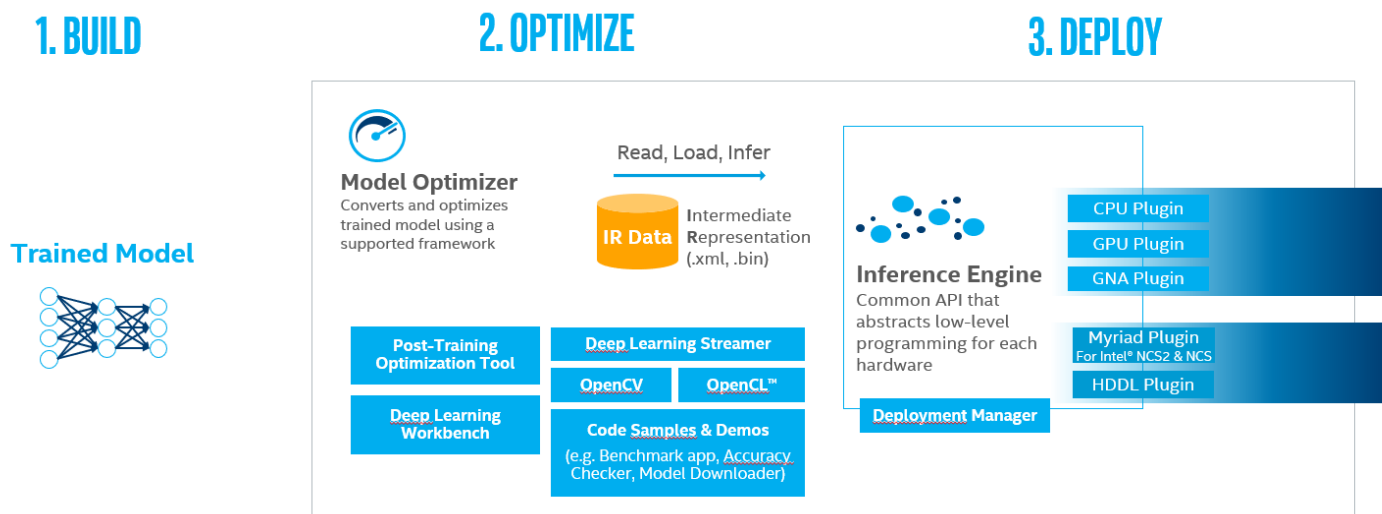 1. BUILD
2. OPTIMIZE
3. DEPLOY
Trained Model
Model Optimizer
Converts and optimizes
trained model using a
supported framework
Read, Load, Infer
IR Data
Intermediate
Representation
(.xml, .bin)
Post-Training
Optimization Tool
Deep Learning
Workbench
Deep Learning Streamer
OpenCV
OpenCL™
Code Samples & Demos
(e.g. Benchmark app, Accuracy
Checker, Model Downloader)
Inference Engine
Common API that
abstracts low-level
programming for each
hardware
Deployment Manager
CPU Plugin
GPU Plugin
GNA Plugin
Myriad Plugin
For Intel® NCS2 & NCS
HDDL Plugin